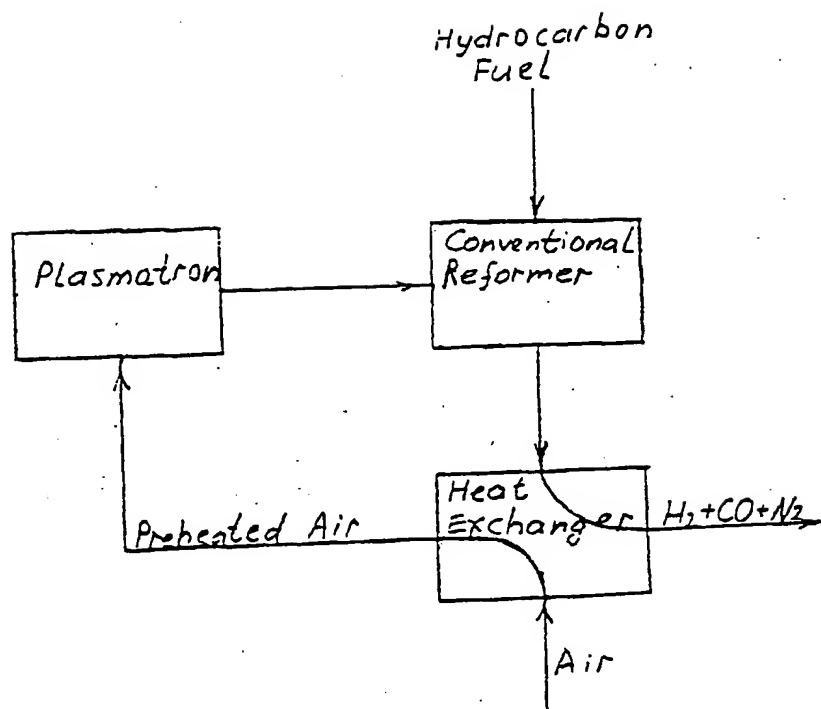 Hydrocarbon
Fuel
Plasmatron
Conventional
Reformer
Heat
Exchanger
H₂+CO+N₂
Preheated Air
Air